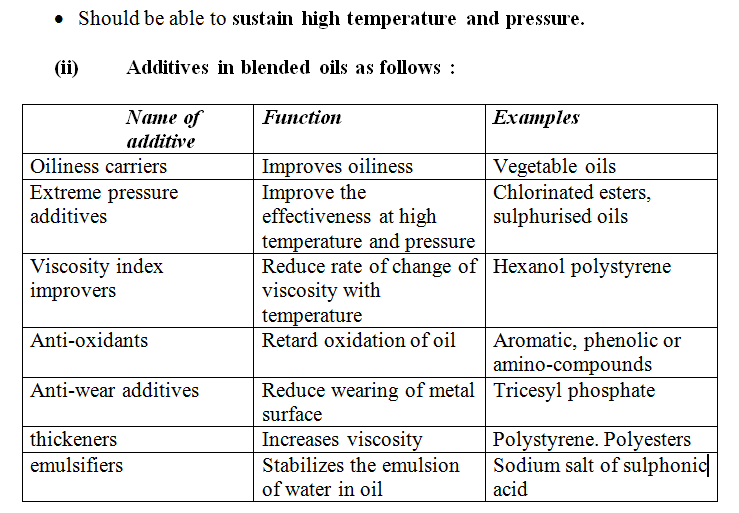 • Should be able to sustain high temperature and pressure.
(ii) Additives in blended oils as follows :
Name of additive Function Examples
Oiliness carriers Improves oiliness Vegetable oils
Extreme pressure additives Improve the effectiveness at high temperature and pressure Chlorinated esters, sulphurised oils
Viscosity index improvers Reduce rate of change of viscosity with temperature Hexanol polystyrene
Anti-oxidants Retard oxidation of oil Aromatic, phenolic or amino-compounds
Anti-wear additives Reduce wearing of metal surface Tricesyl phosphate
thickeners Increases viscosity Polystyrene. Polyesters
emulsifiers Stabilizes the emulsion of water in oil Sodium salt of sulphonic acid